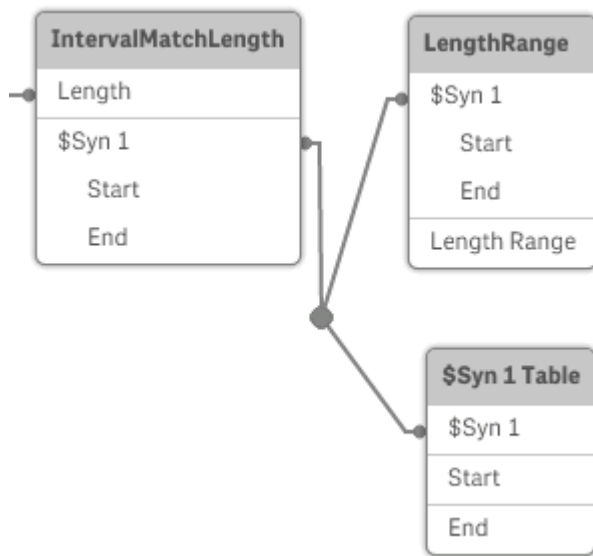 IntervalMatchLength
Length
$Syn 1
Start
End
LengthRange
$Syn 1
Start
End
Length Range
$Syn 1 Table
$Syn 1
Start
End